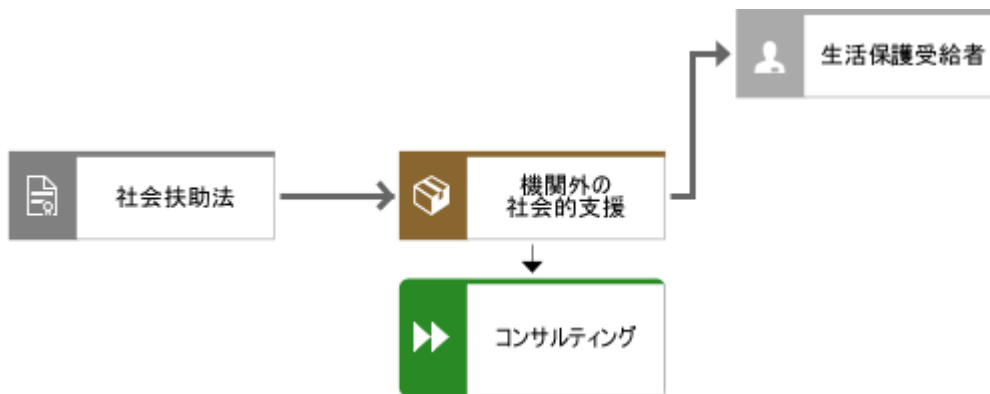 生活保護受給者
社会扶助法
機関外の
社会的支援
コンサルティング